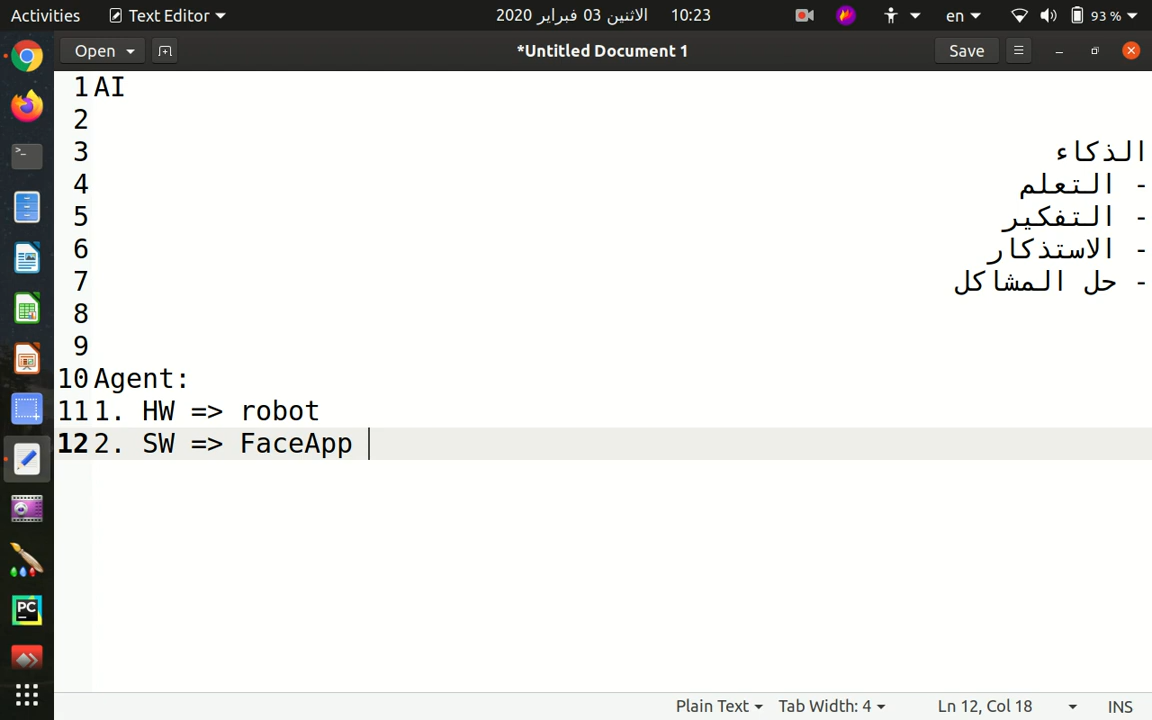 Activities Text Editor الاثنين 03 فبراير 2020 10:23 en 93 %
Open *Untitled Document 1 Save
1 AI
2
3 الذكاء
4 - التعلم
5 - التفكير
6 - الاستذكار
7 - حل المشاكل
8
9
10 Agent:
11 1. HW => robot
12 2. SW => FaceApp
PC
Plain Text Tab Width: 4 Ln 12, Col 18 INS